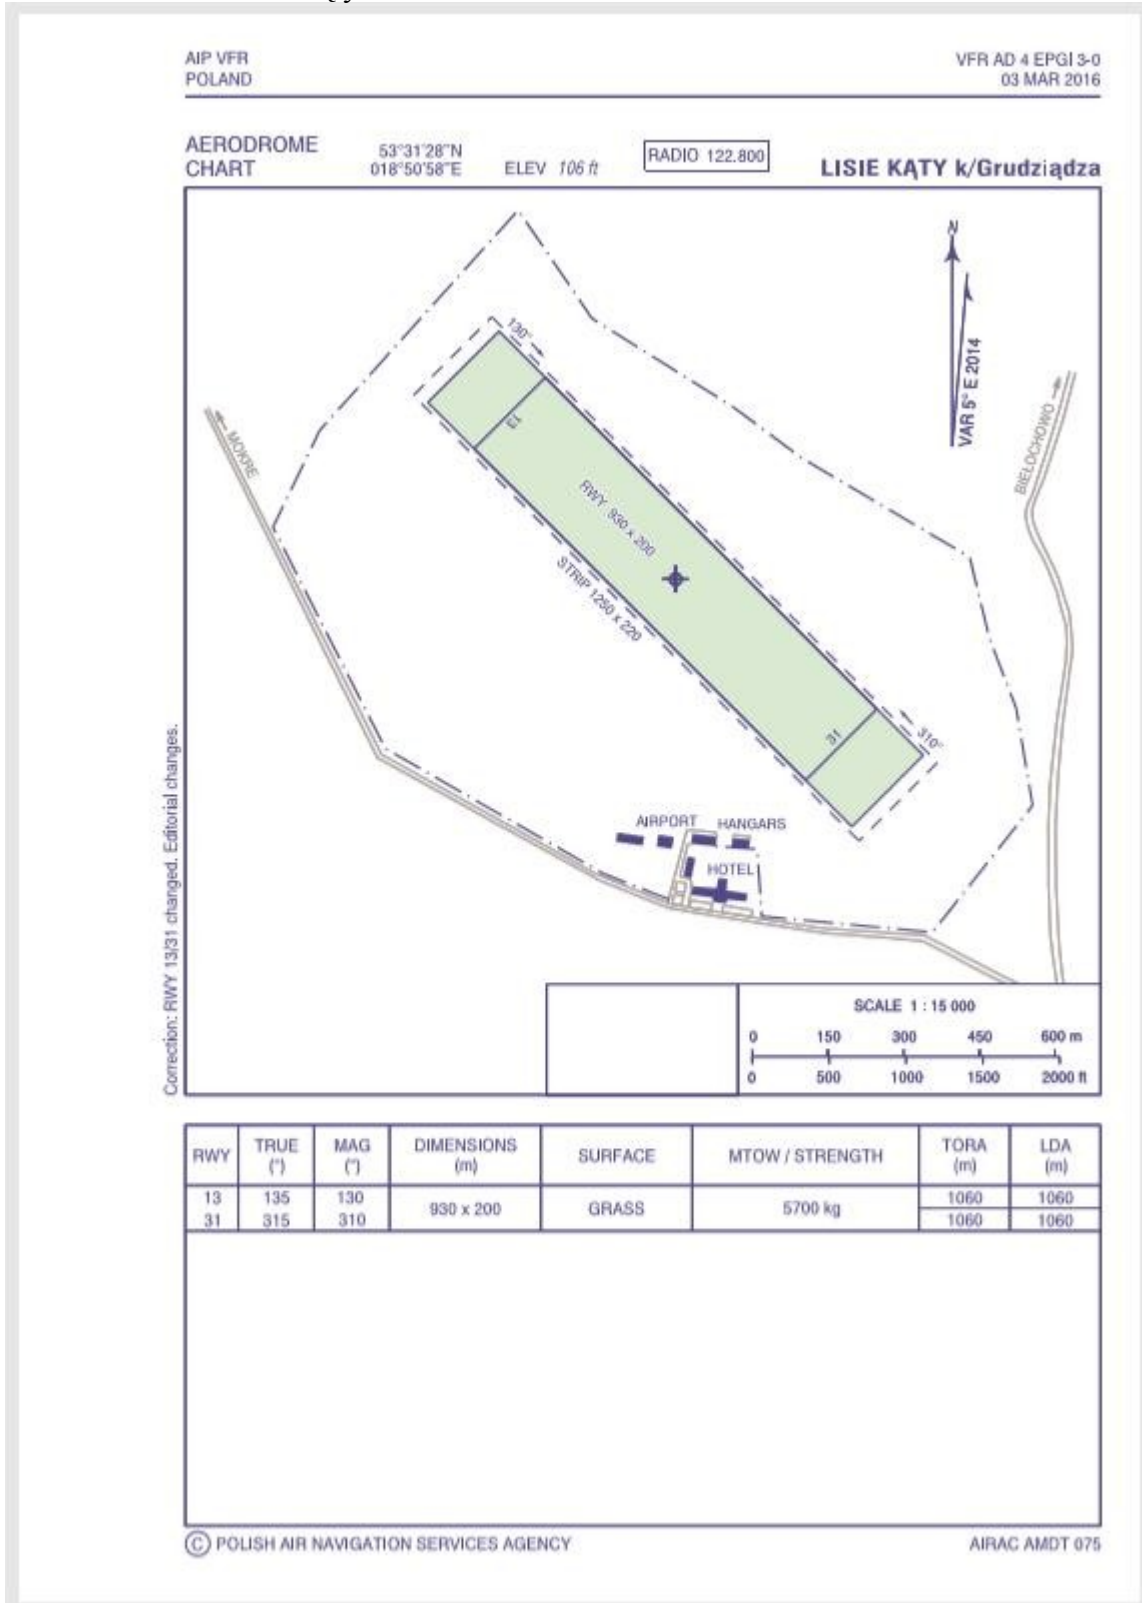 AIP VFR
POLAND
VFR AD 4 EPGI 3-0
03 MAR 2016
AERODROME
CHART
53°31'28"N
018°50'58"E
ELEV 106 ft
RADIO 122.800
LISIE KĄTY k/Grudziądza
N
VAR 5° E 2014
130°
13
MOKRE
BIEŁOCHOWO
RWY 930 x 200
STRIP 1250 x 220
31
310°
AIRPORT
HANGARS
HOTEL
Correction: RWY 13/31 changed. Editorial changes.
SCALE 1 : 15 000
0 150 300 450 600 m
0 500 1000 1500 2000 ft
RWY TRUE (°) MAG (°) DIMENSIONS (m) SURFACE MTOW / STRENGTH TORA (m) LDA (m)
13 135 130 930 x 200 GRASS 5700 kg 1060 1060
31 315 310 1060 1060
© POLISH AIR NAVIGATION SERVICES AGENCY
AIRAC AMDT 075